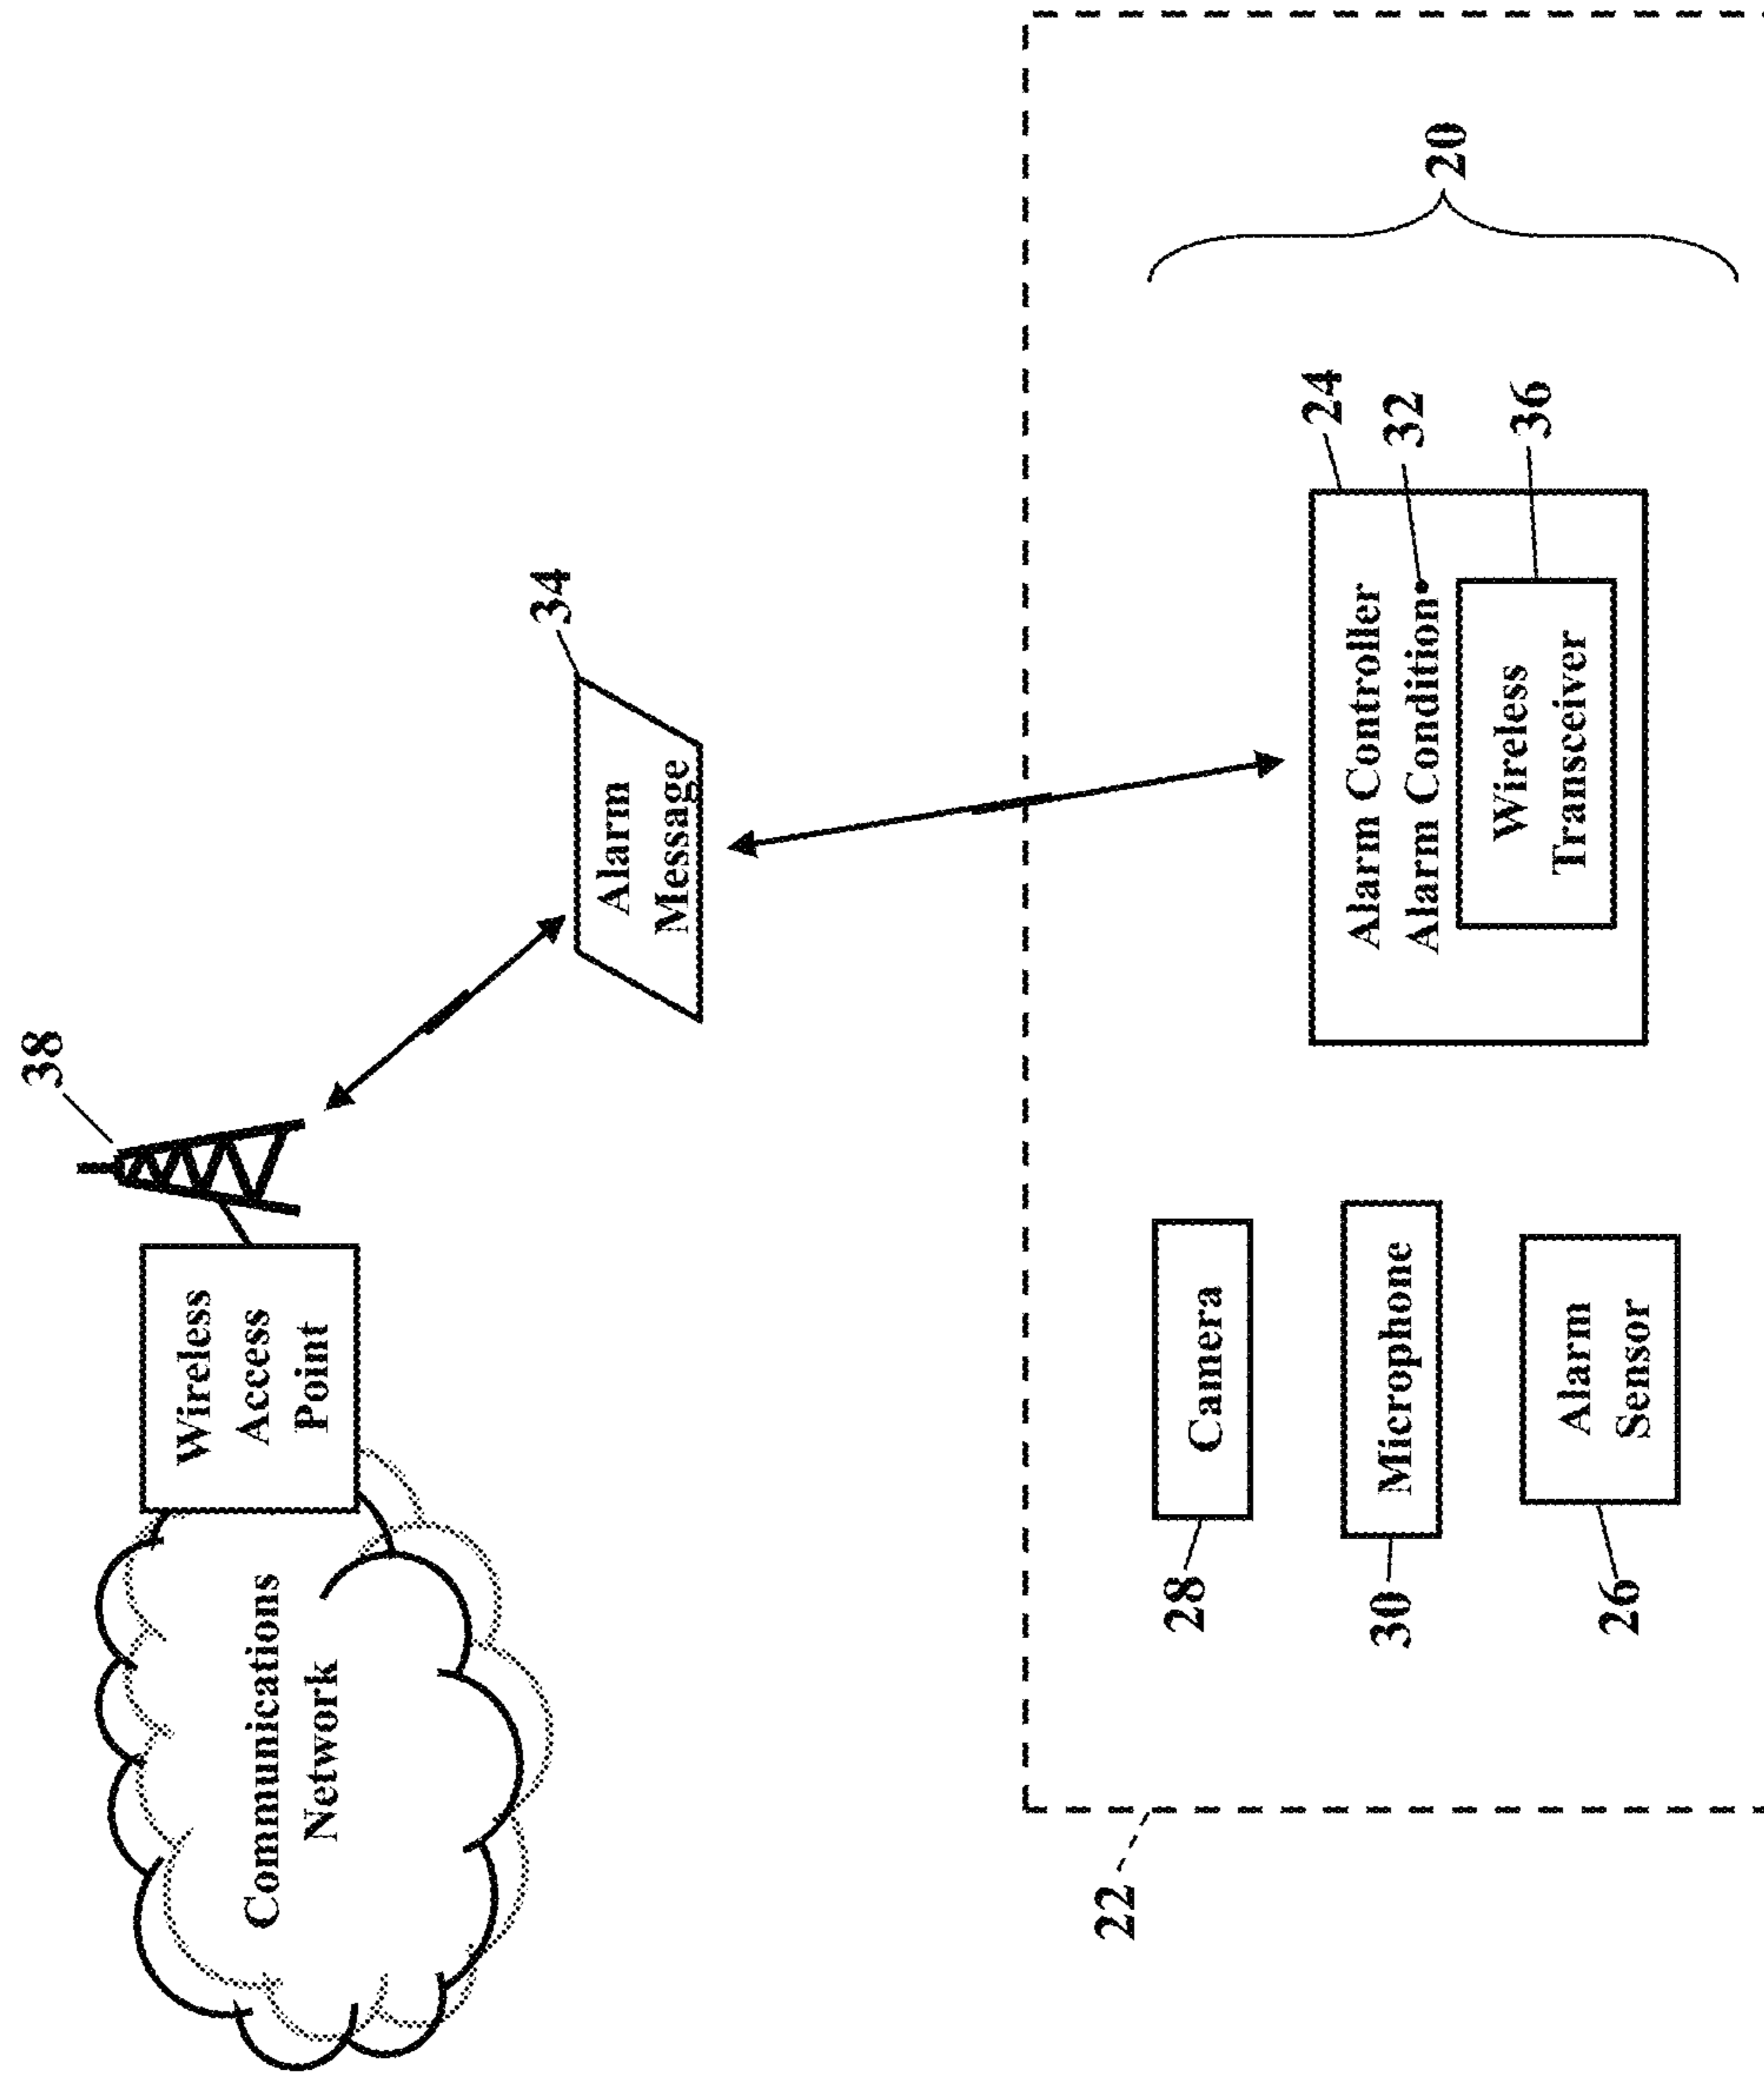 38
Wireless
Access
Point
Communications
Network
34
Alarm
Message
22
20
28
Camera
30
Microphone
26
Alarm
Sensor
24
Alarm Controller
Alarm Condition
32
Wireless
Transceiver
36